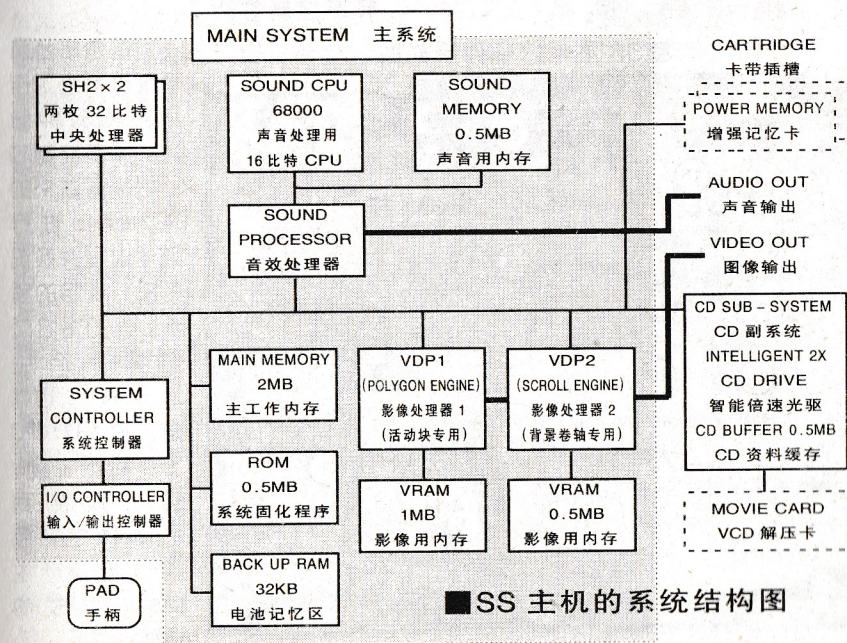 MAIN SYSTEM 主系统
SH2×2
两枚 32 比特
中央处理器
SOUND CPU
68000
声音处理用
16 比特 CPU
SOUND
MEMORY
0.5MB
声音用内存
CARTRIDGE
卡带插槽
POWER MEMORY
增强记忆卡
SOUND
PROCESSOR
音效处理器
AUDIO OUT
声音输出
VIDEO OUT
图像输出
CD SUB-SYSTEM
CD 副系统
INTELLIGENT 2X
CD DRIVE
智能倍速光驱
CD BUFFER 0.5MB
CD 资料缓存
SYSTEM
CONTROLLER
系统控制器
MAIN MEMORY
2MB
主工作内存
VDP1
(POLYGON ENGINE)
影像处理器 1
(活动块专用)
VDP2
(SCROLL ENGINE)
影像处理器 2
(背景卷轴专用)
I/O CONTROLLER
输入/输出控制器
ROM
0.5MB
系统固化程序
VRAM
1MB
影像用内存
VRAM
0.5MB
影像用内存
MOVIE CARD
VCD 解压卡
PAD
手柄
BACK UP RAM
32KB
电池记忆区
■SS 主机的系统结构图